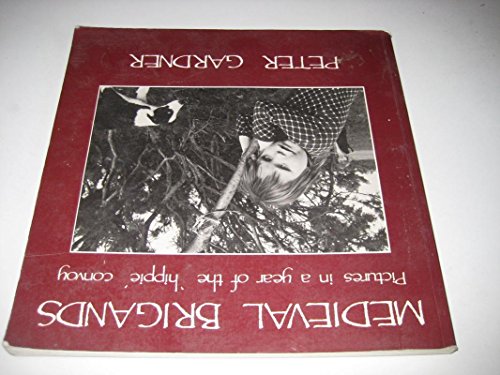 MEDIEVAL BRIGANDS
Pictures in a year of the 'hippie' convoy
PETER GARDNER